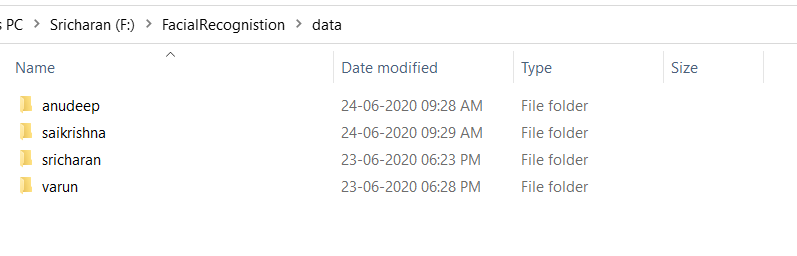 s PC > Sricharan (F:) > FacialRecognistion > data
Name Date modified Type Size
anudeep 24-06-2020 09:28 AM File folder
saikrishna 24-06-2020 09:29 AM File folder
sricharan 23-06-2020 06:23 PM File folder
varun 23-06-2020 06:28 PM File folder